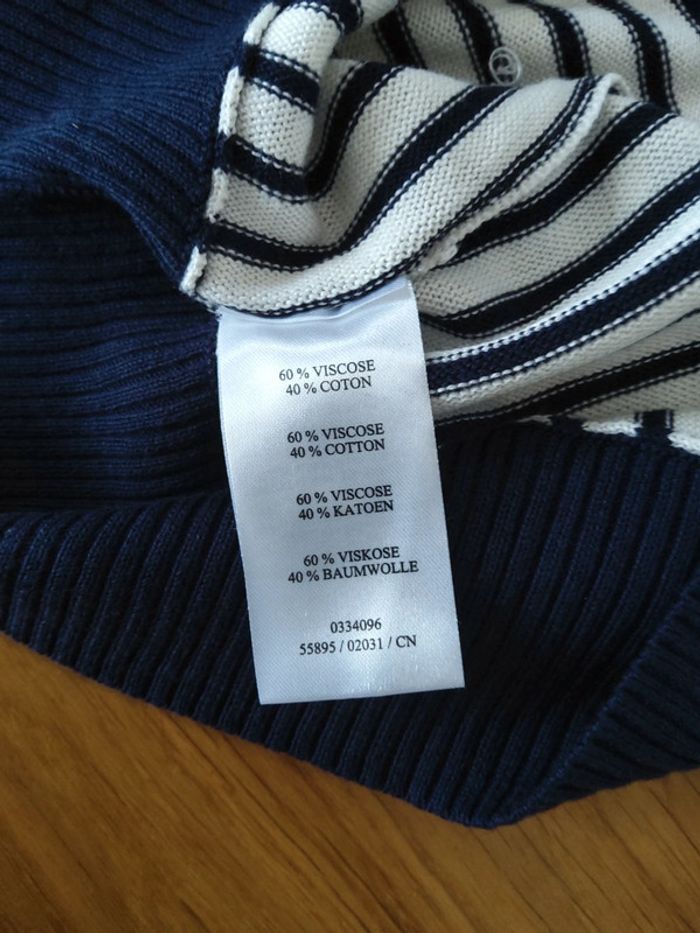 60 % VISCOSE
40 % COTON
60 % VISCOSE
40 % COTTON
60 % VISCOSE
40 % KATOEN
60 % VISKOSE
40 % BAUMWOLLE
0334096
55895 / 02031 / CN